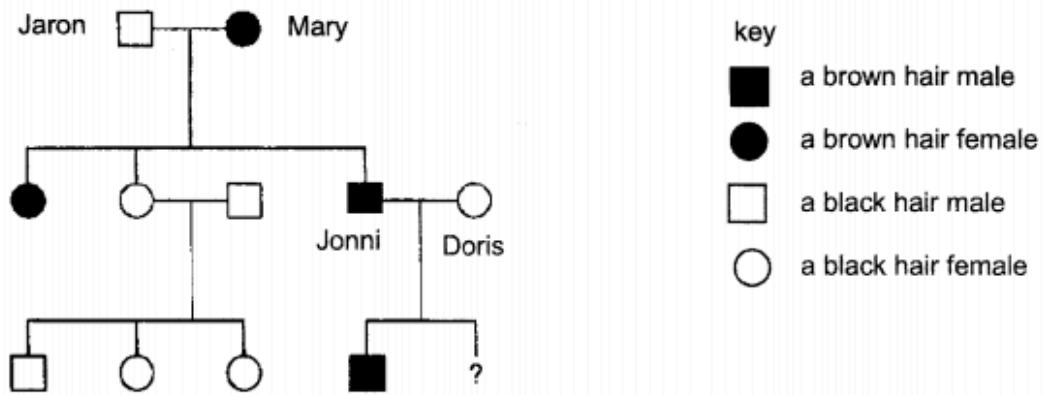 Jaron
Mary
Jonni
Doris
?
key
a brown hair male
a brown hair female
a black hair male
a black hair female